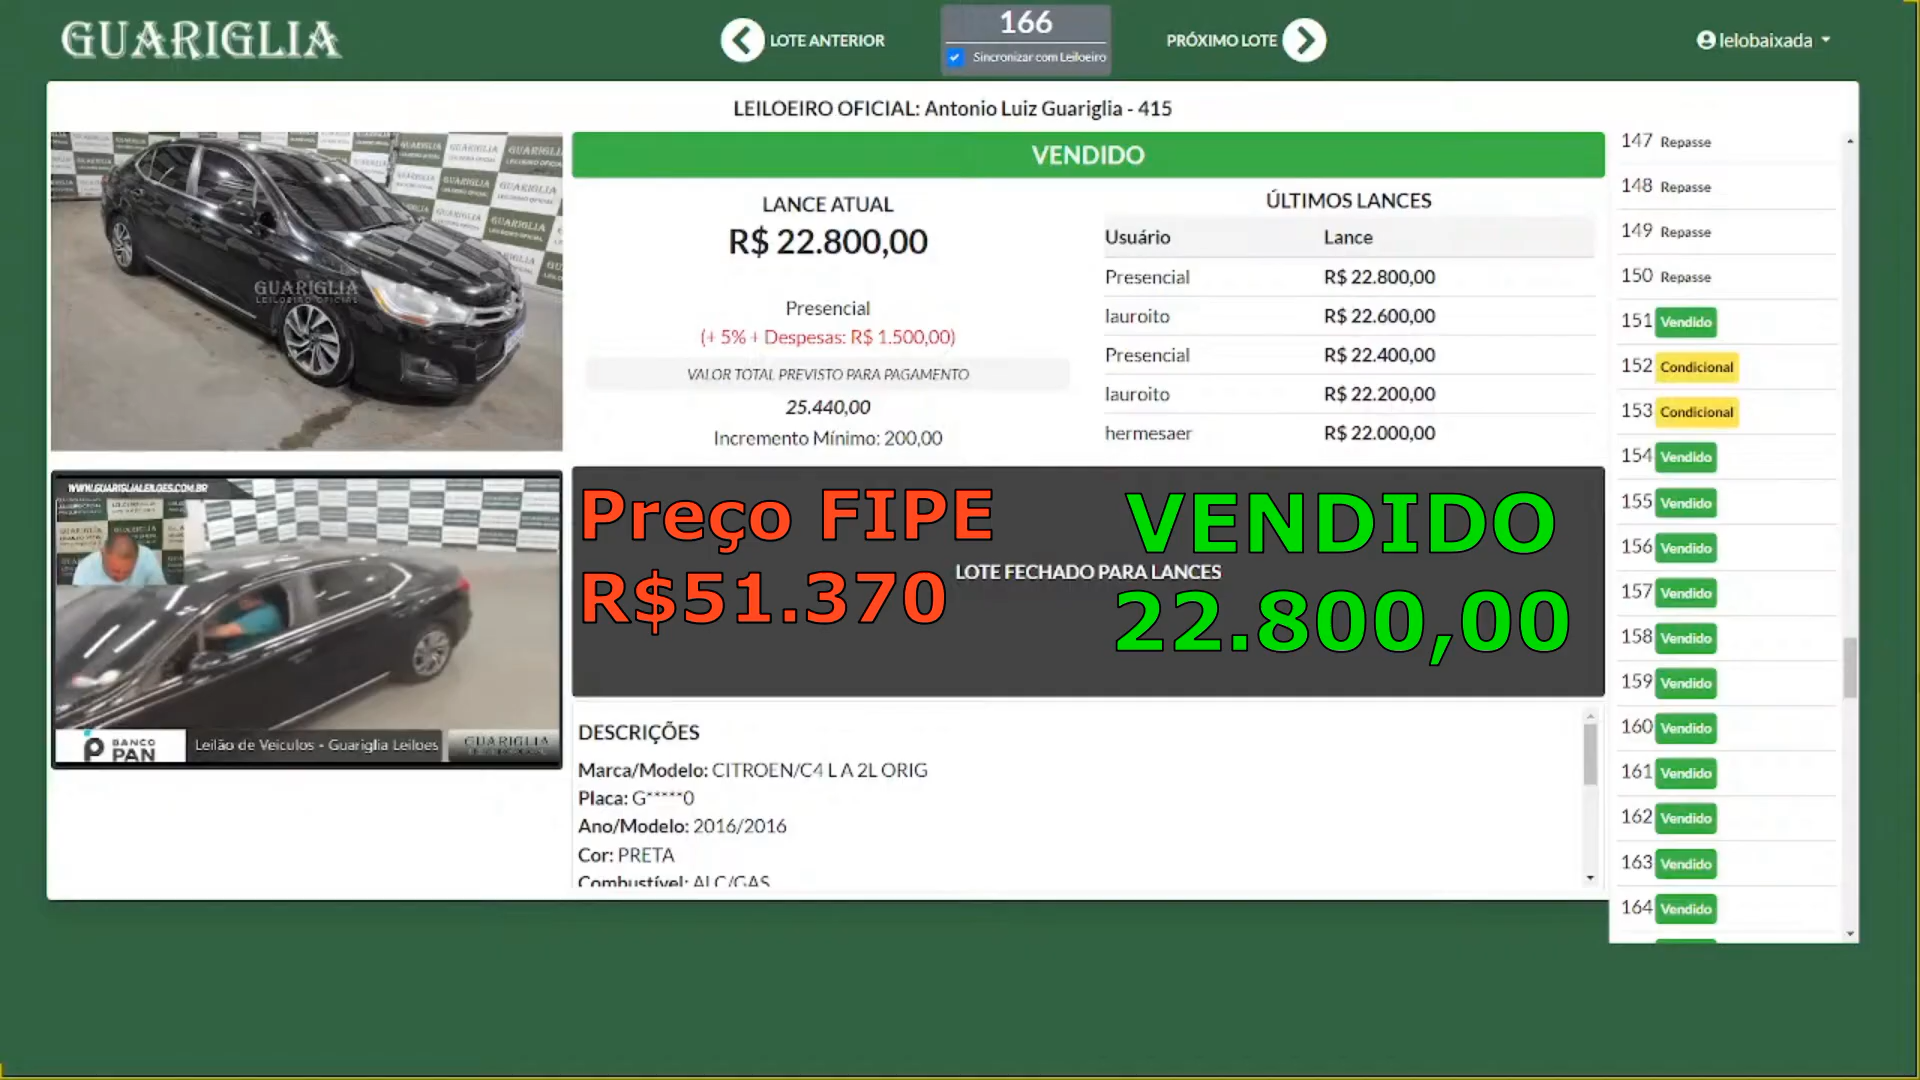 GUARIGLIA
LOTE ANTERIOR
166
Sincronizar com Leiloeiro
PRÓXIMO LOTE
lelobaixada
LEILOEIRO OFICIAL: Antonio Luiz Guariglia - 415
GUARIGLIA
LEILOEIRO OFICIAL
VENDIDO
LANCE ATUAL
R$ 22.800,00
Presencial
(+ 5% + Despesas: R$ 1.500,00)
VALOR TOTAL PREVISTO PARA PAGAMENTO
25.440,00
Incremento Mínimo: 200,00
ÚLTIMOS LANCES
Usuário Lance
Presencial R$ 22.800,00
lauroito R$ 22.600,00
Presencial R$ 22.400,00
lauroito R$ 22.200,00
hermesaer R$ 22.000,00
WWW.GUARIGLIALEILOES.COM.BR
BANCO
PAN
Leilão de Veiculos - Guariglia Leiloes
GUARIGLIA
Preço FIPE
R$51.370
LOTE FECHADO PARA LANCES
VENDIDO
22.800,00
DESCRIÇÕES
Marca/Modelo: CITROEN/C4 L A 2L ORIG
Placa: G*****0
Ano/Modelo: 2016/2016
Cor: PRETA
Combustível: ALC/GAS
147 Repasse
148 Repasse
149 Repasse
150 Repasse
151 Vendido
152 Condicional
153 Condicional
154 Vendido
155 Vendido
156 Vendido
157 Vendido
158 Vendido
159 Vendido
160 Vendido
161 Vendido
162 Vendido
163 Vendido
164 Vendido